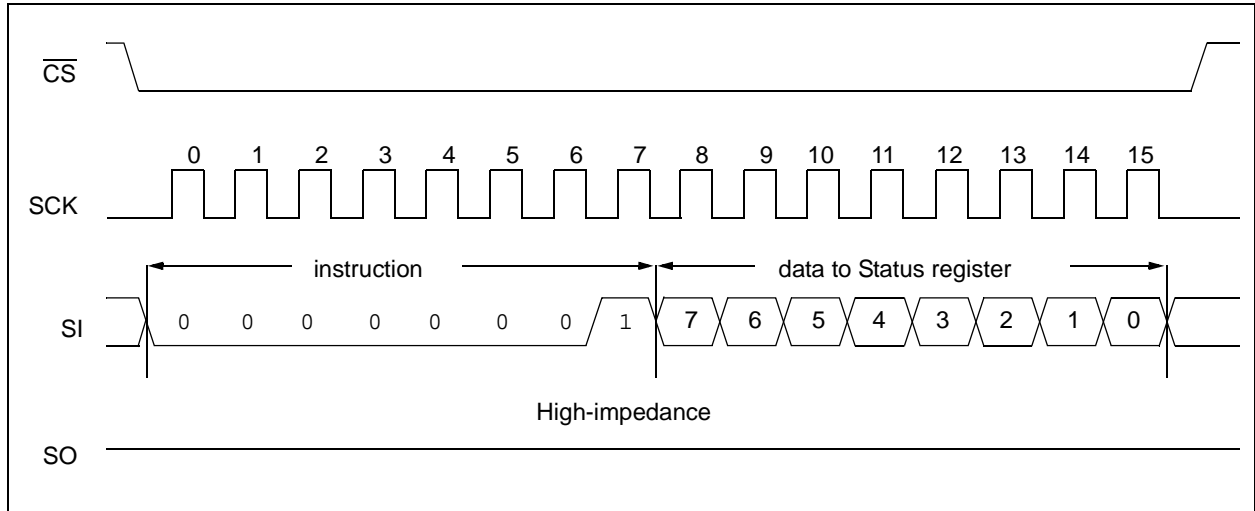 CS
0 1 2 3 4 5 6 7 8 9 10 11 12 13 14 15
SCK
instruction data to Status register
SI 0 0 0 0 0 0 0 1 7 6 5 4 3 2 1 0
High-impedance
SO